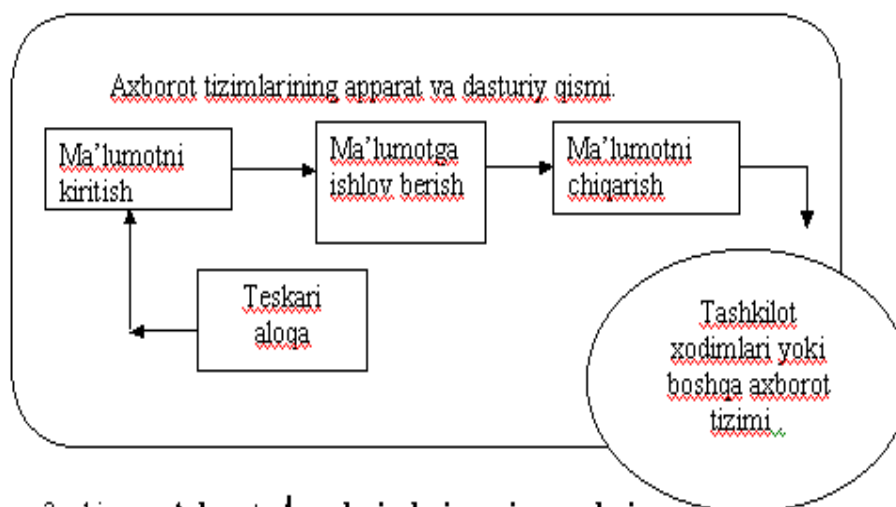 Axborot tizimlarining apparat va dasturiy qismi.
Ma’lumotni
kiritish
Ma’lumotga
ishlov berish
Ma’lumotni
chiqarish
Teskari
aloqa
Tashkilot
xodimlari yoki
boshqa axborot
tizimi .